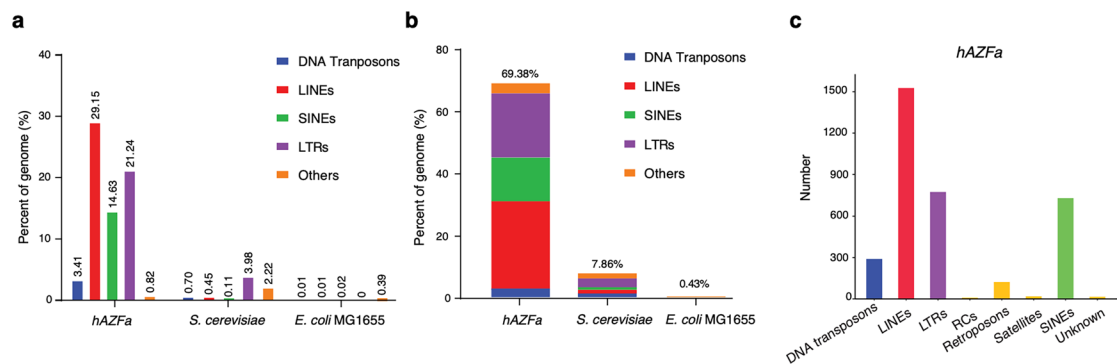 a
Percent of genome (%)
40
30
20
10
0
3.41
29.15
14.63
21.24
0.82
0.70
0.45
0.11
3.98
2.22
0.01
0.01
0.02
0
0.39
hAZFa
S. cerevisiae
E. coli MG1655
DNA Tranposons
LINEs
SINEs
LTRs
Others
b
Percent of genome (%)
80
60
40
20
0
69.38%
7.86%
0.43%
hAZFa
S. cerevisiae
E. coli MG1655
DNA Tranposons
LINEs
SINEs
LTRs
Others
c
hAZFa
Number
1500
1200
900
600
300
0
DNA transposons
LINEs
LTRs
RCs
Retroposons
Satellites
SINEs
Unknown